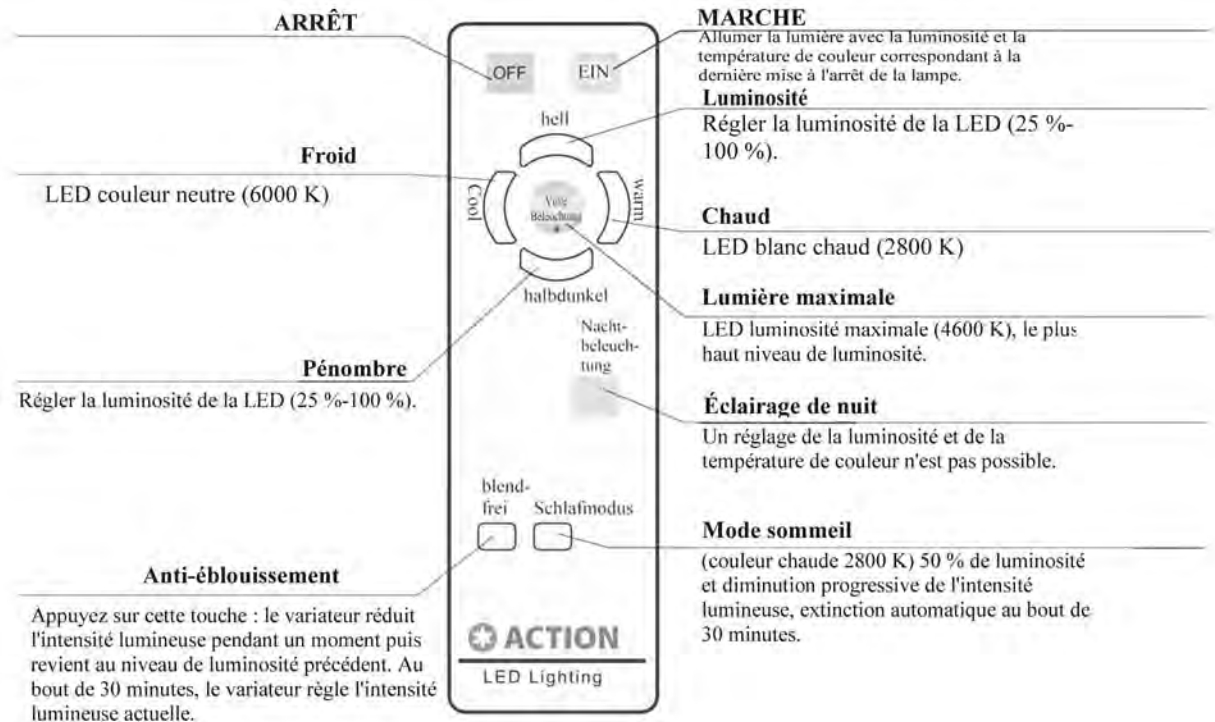 ARRÊT
MARCHE
Allumer la lumière avec la luminosité et la
température de couleur correspondant à la
dernière mise à l'arrêt de la lampe.
OFF
EIN
Luminosité
Régler la luminosité de la LED (25 %-
100 %).
hell
Froid
LED couleur neutre (6000 K)
Cool
Volle
Beleuchtung
warm
Chaud
LED blanc chaud (2800 K)
halbdunkel
Lumière maximale
LED luminosité maximale (4600 K), le plus
haut niveau de luminosité.
Nacht-
beleuch-
tung
Pénombre
Régler la luminosité de la LED (25 %-100 %).
Éclairage de nuit
Un réglage de la luminosité et de la
température de couleur n'est pas possible.
blend-
frei
Schlafmodus
Mode sommeil
(couleur chaude 2800 K) 50 % de luminosité
et diminution progressive de l'intensité
lumineuse, extinction automatique au bout de
30 minutes.
Anti-éblouissement
Appuyez sur cette touche : le variateur réduit
l'intensité lumineuse pendant un moment puis
revient au niveau de luminosité précédent. Au
bout de 30 minutes, le variateur règle l'intensité
lumineuse actuelle.
ACTION
LED Lighting